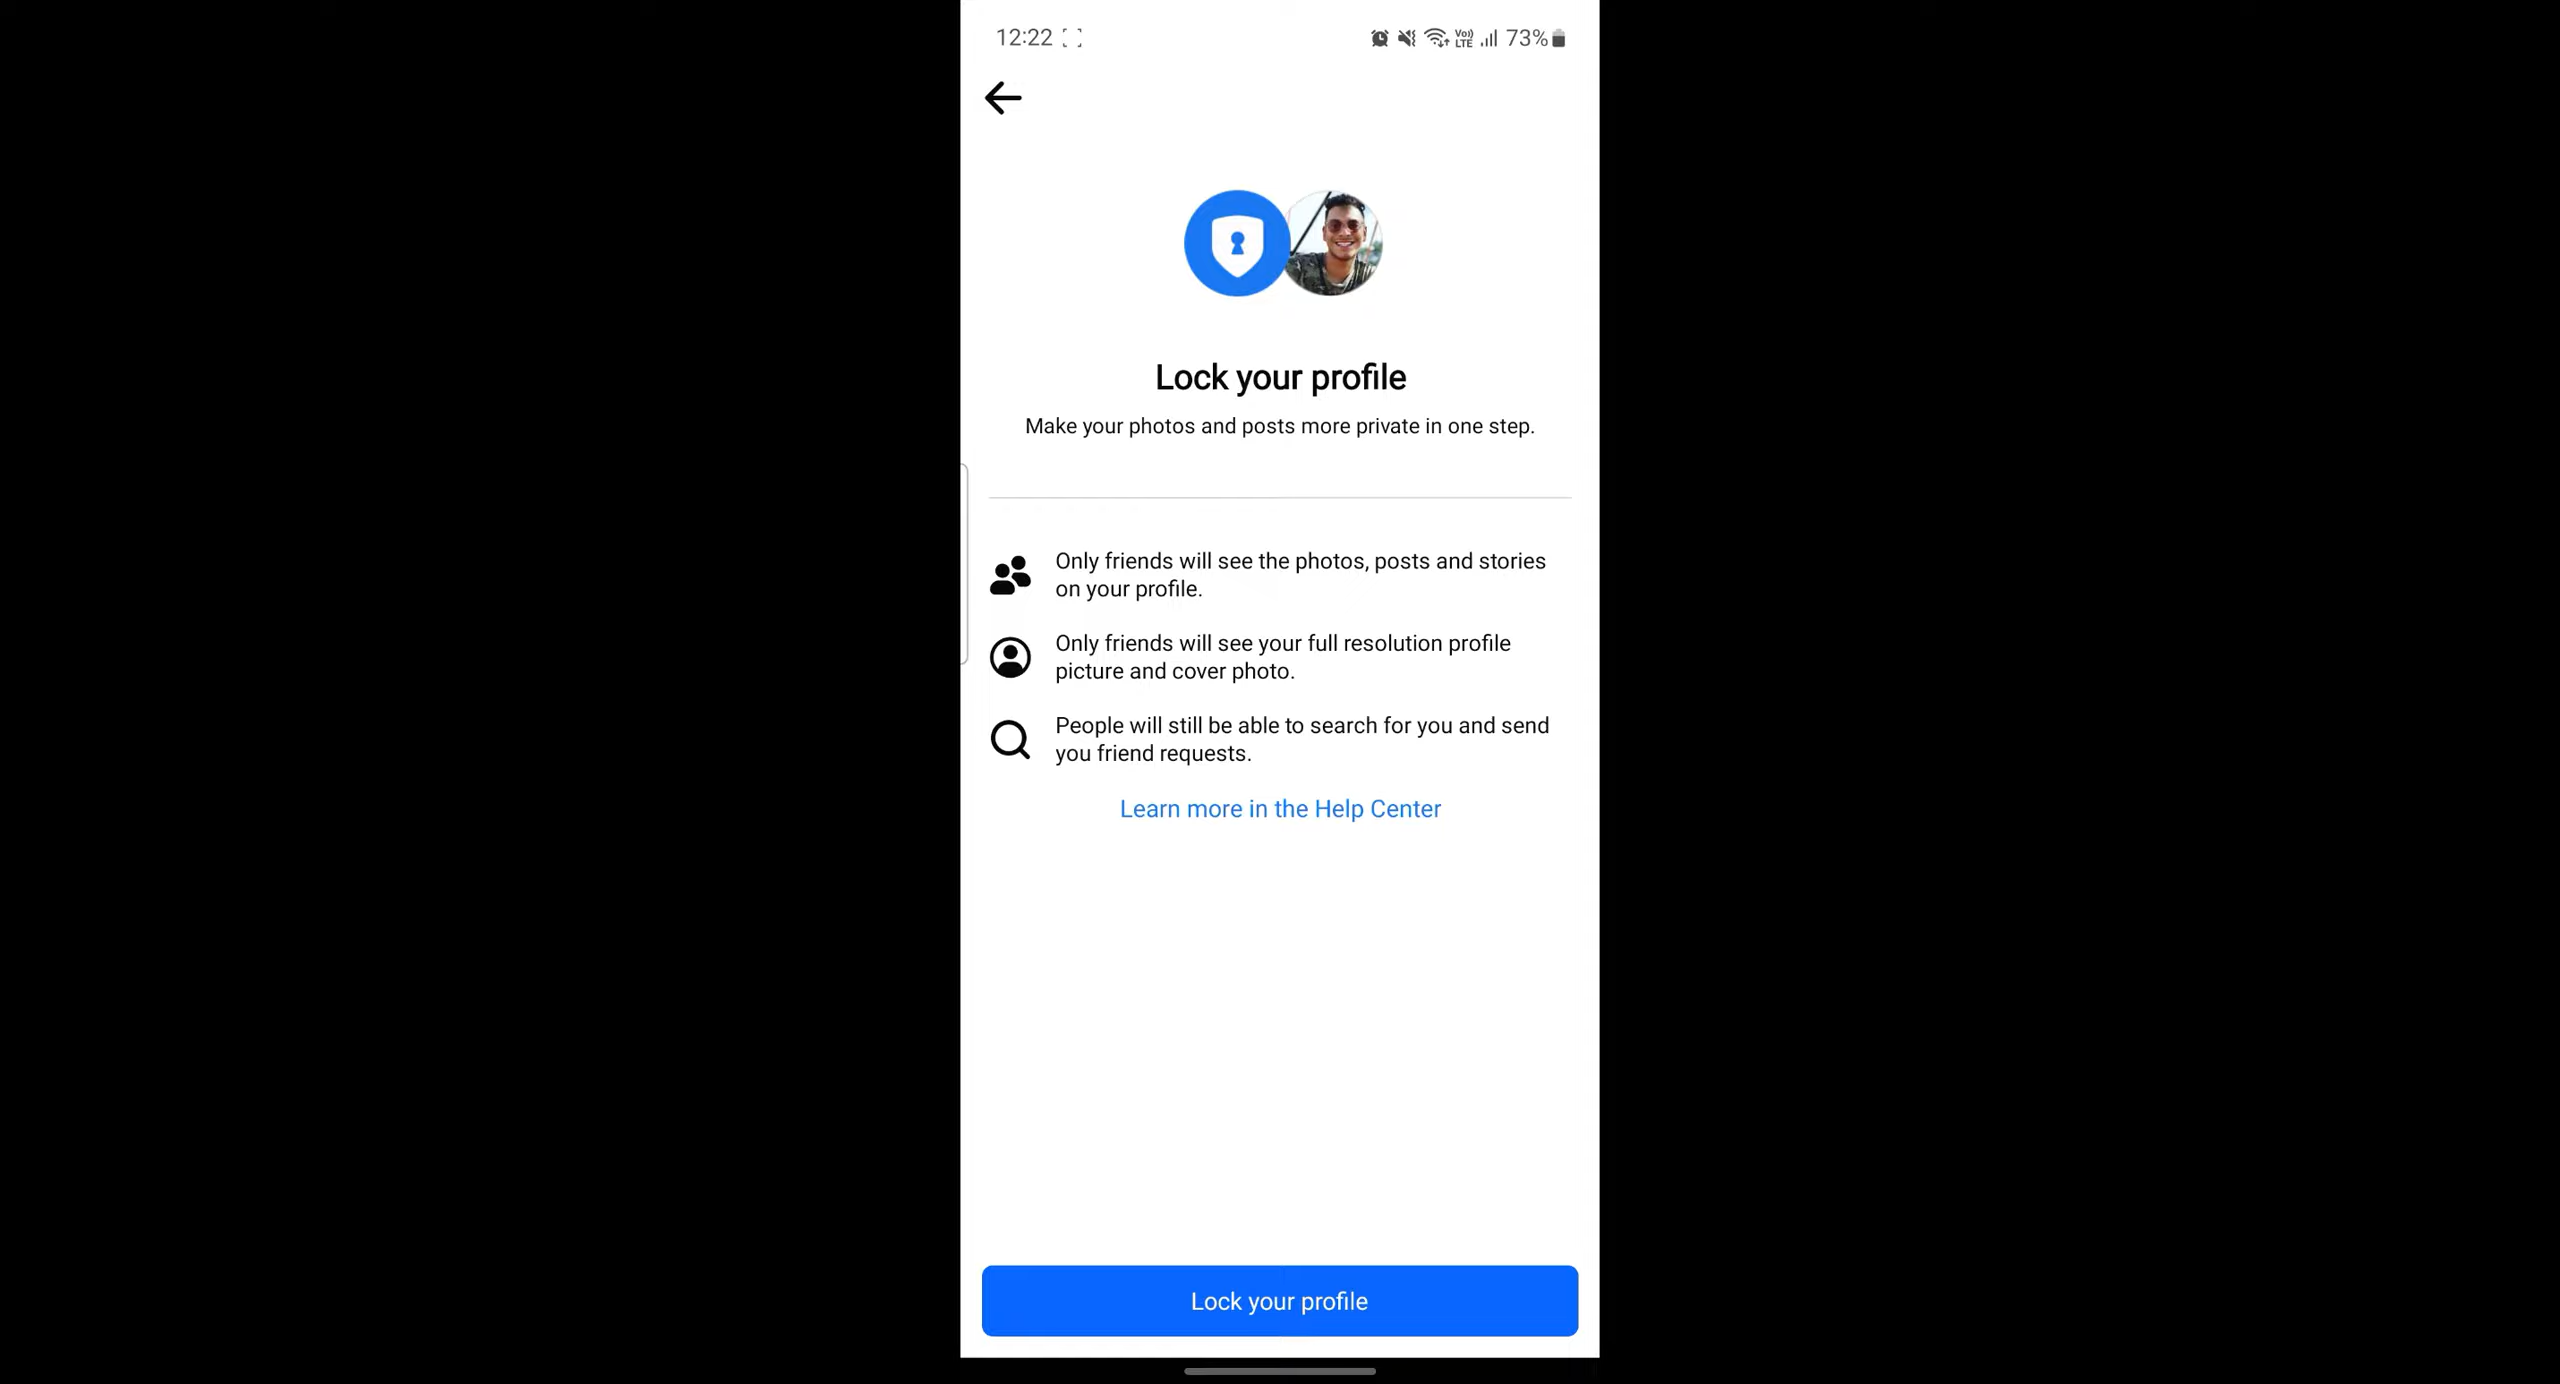 12:22
Vo)) LTE
73%
Lock your profile
Make your photos and posts more private in one step.
Only friends will see the photos, posts and stories
on your profile.
Only friends will see your full resolution profile
picture and cover photo.
People will still be able to search for you and send
you friend requests.
Learn more in the Help Center
Lock your profile